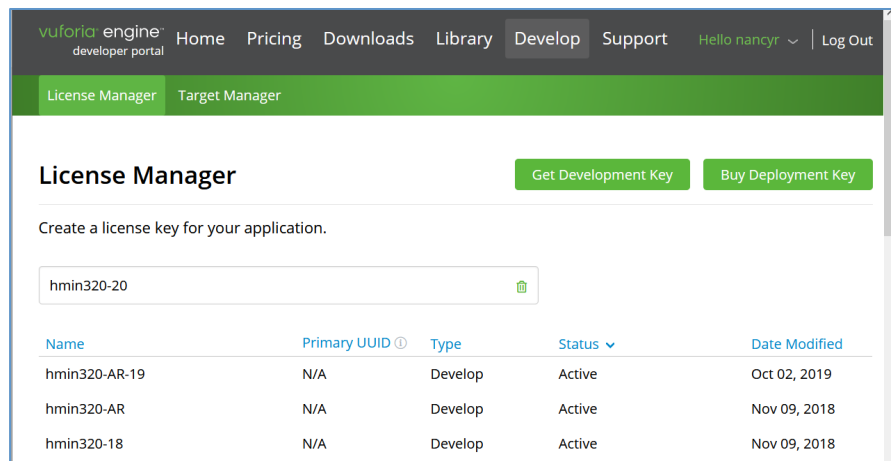 vuforia engine™
developer portal
Home Pricing Downloads Library Develop Support Hello nancyr Log Out
License Manager Target Manager
License Manager
Get Development Key Buy Deployment Key
Create a license key for your application.
hmin320-20
Name Primary UUID Type Status Date Modified
hmin320-AR-19 N/A Develop Active Oct 02, 2019
hmin320-AR N/A Develop Active Nov 09, 2018
hmin320-18 N/A Develop Active Nov 09, 2018